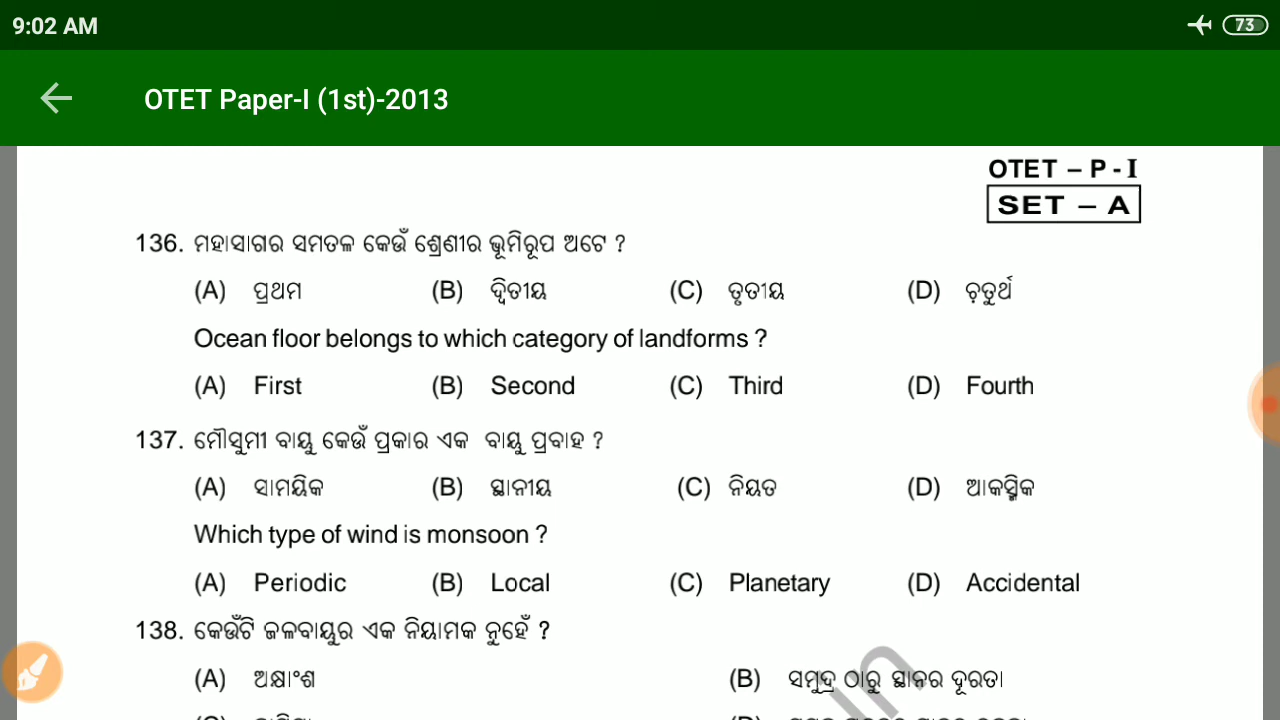 9:02 AM 73
OTET Paper-I (1st)-2013
OTET – P - I
SET – A
136. ମହାସାଗର ସମତଳ କେଉଁ ଶ୍ରେଣୀର ଭୂମିରୂପ ଅଟେ ?
(A) ପ୍ରଥମ (B) ଦ୍ୱିତୀୟ (C) ତୃତୀୟ (D) ଚତୁର୍ଥ
Ocean floor belongs to which category of landforms ?
(A) First (B) Second (C) Third (D) Fourth
137. ମୌସୁମୀ ବାୟୁ କେଉଁ ପ୍ରକାର ଏକ ବାୟୁ ପ୍ରବାହ ?
(A) ସାମୟିକ (B) ସ୍ଥାନୀୟ (C) ନିୟତ (D) ଆକସ୍ମିକ
Which type of wind is monsoon ?
(A) Periodic (B) Local (C) Planetary (D) Accidental
138. କେଉଁଟି ଜଳବାୟୁର ଏକ ନିୟାମକ ନୁହେଁ ?
(A) ଅକ୍ଷାଂଶ (B) ସମୁଦ୍ର ଠାରୁ ସ୍ଥାନର ଦୂରତା